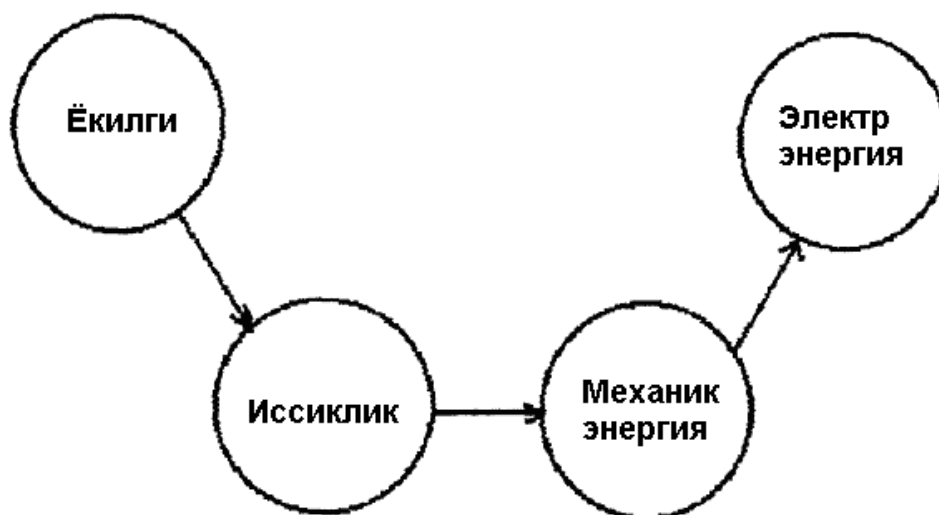 Ёкилги
Иссиклик
Механик
энергия
Электр
энергия